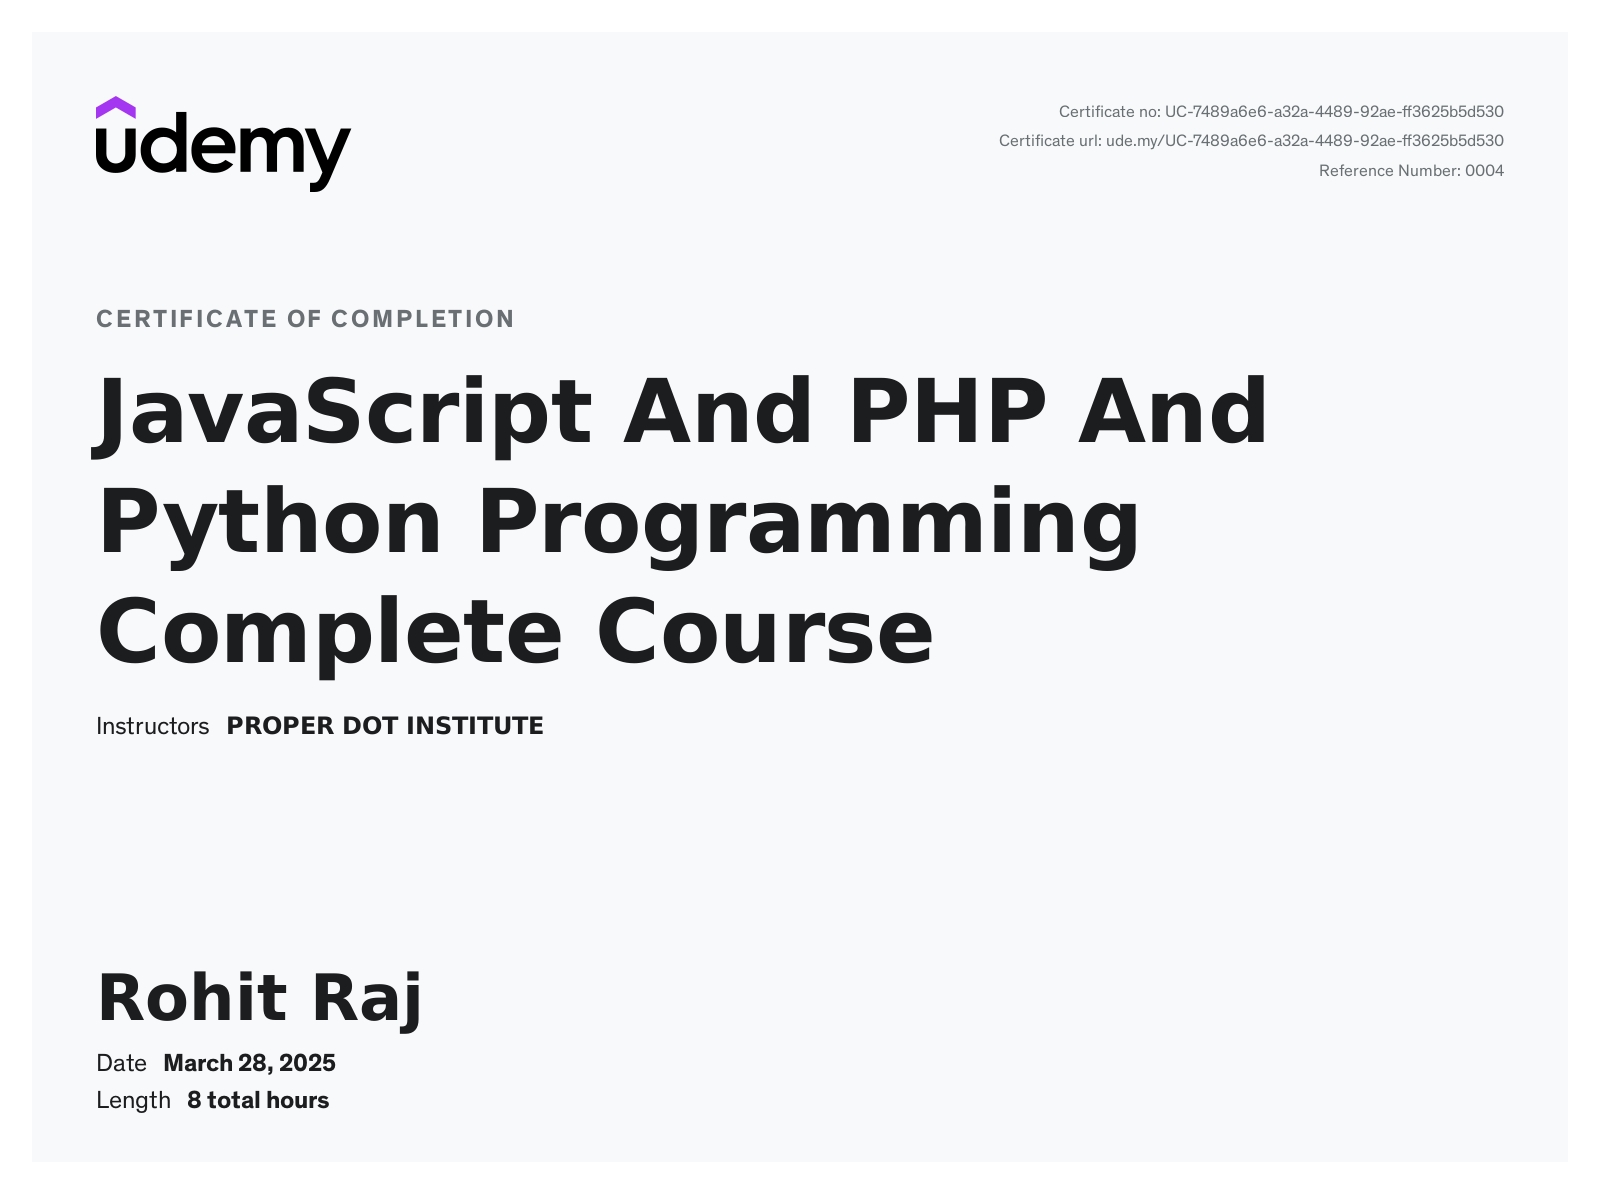 udemy
Certificate no: UC-7489a6e6-a32a-4489-92ae-ff3625b5d530
Certificate url: ude.my/UC-7489a6e6-a32a-4489-92ae-ff3625b5d530
Reference Number: 0004
CERTIFICATE OF COMPLETION
JavaScript And PHP And
Python Programming
Complete Course
Instructors PROPER DOT INSTITUTE
Rohit Raj
Date March 28, 2025
Length 8 total hours